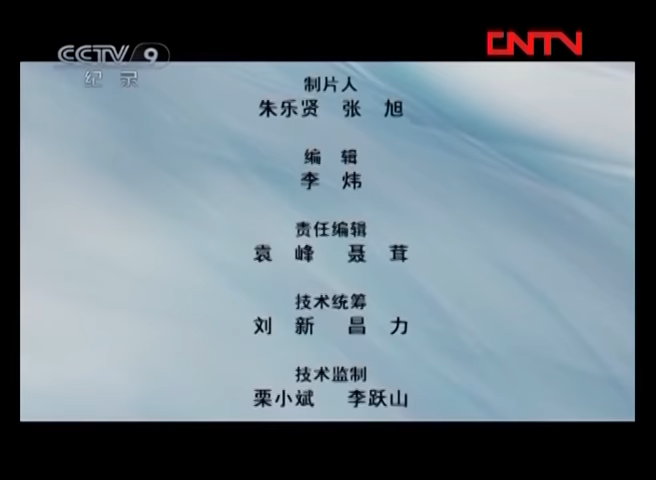 CCTV 9
纪 录
CNTV
制片人
朱乐贤 张 旭
编 辑
李 炜
责任编辑
袁 峰 聂 茸
技术统筹
刘 新 昌 力
技术监制
栗小斌 李跃山